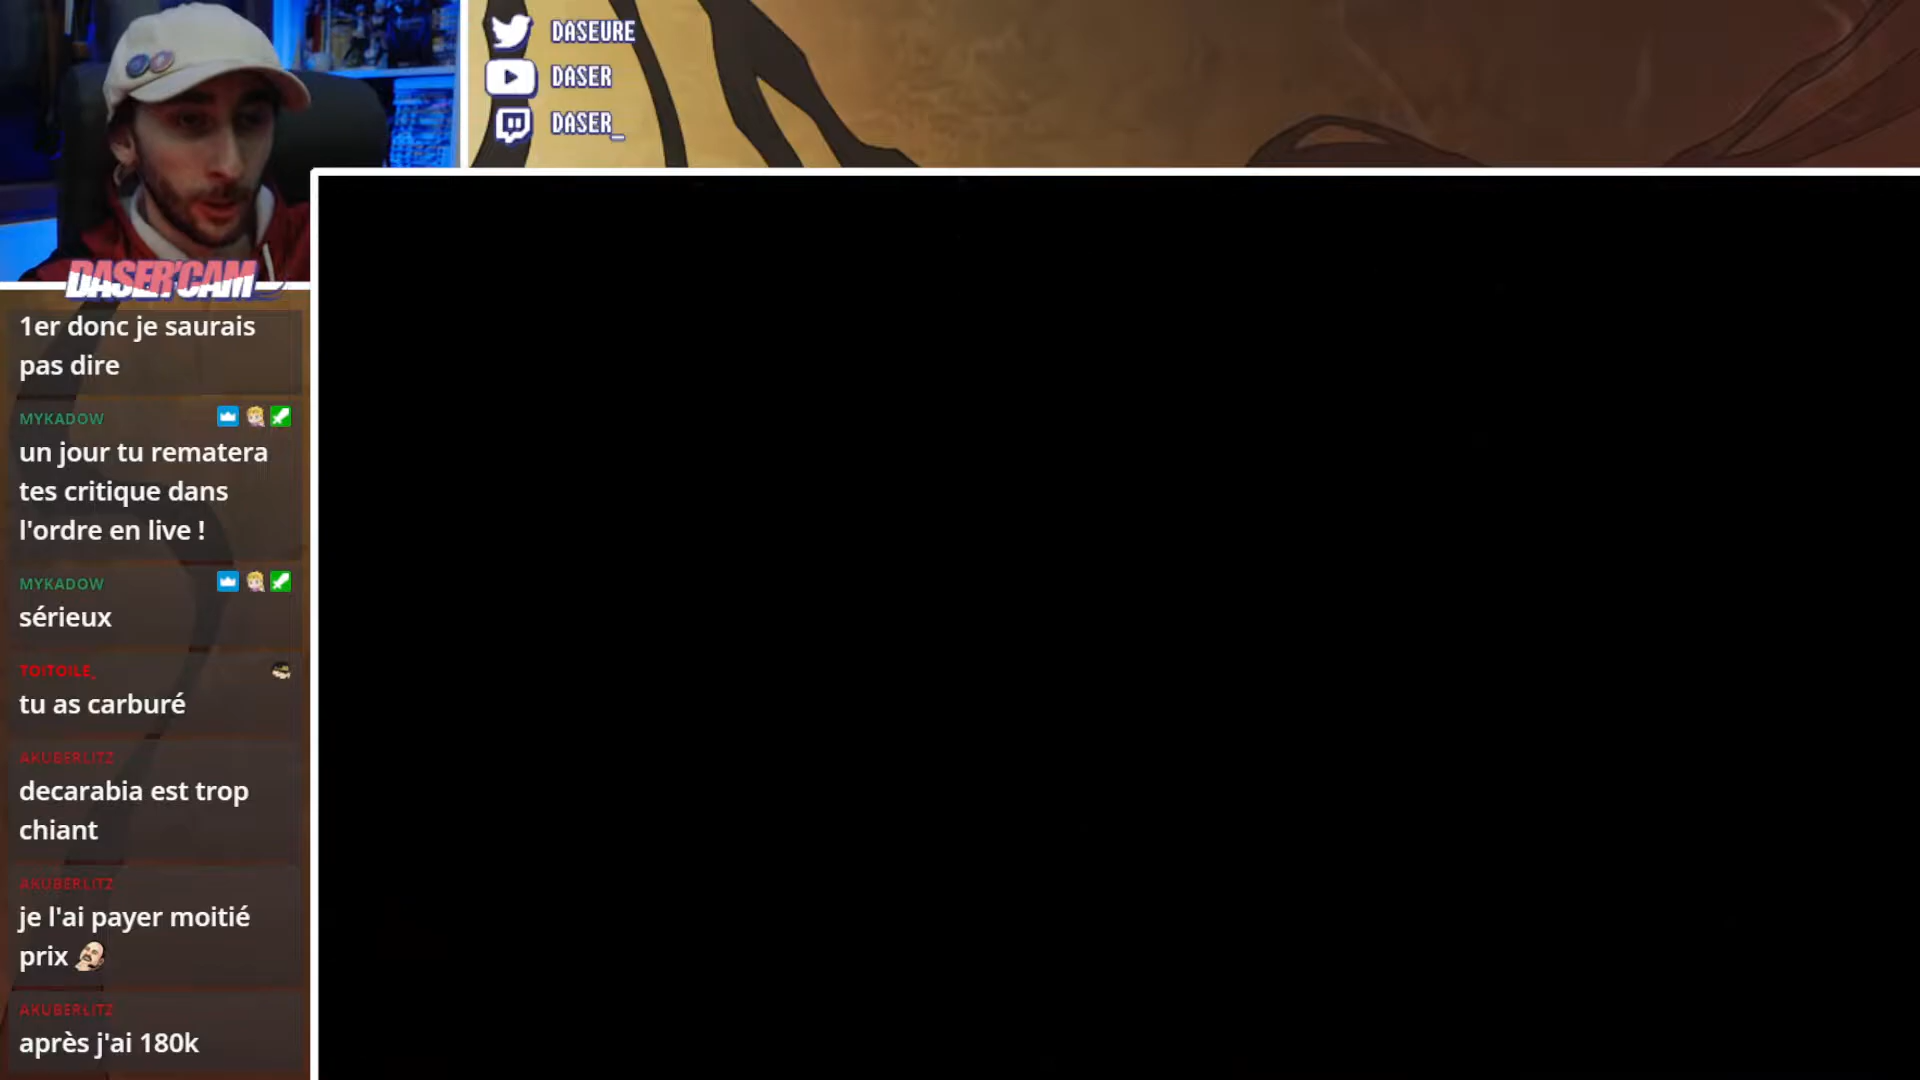 DASEURE
DASER
DASER_
DASER'CAM
1er donc je saurais
pas dire
MYKADOW
un jour tu rematera
tes critique dans
l'ordre en live !
MYKADOW
sérieux
TOITOILE_
tu as carburé
AKUBERLITZ
decarabia est trop
chiant
AKUBERLITZ
je l'ai payer moitié
prix
AKUBERLITZ
après j'ai 180k